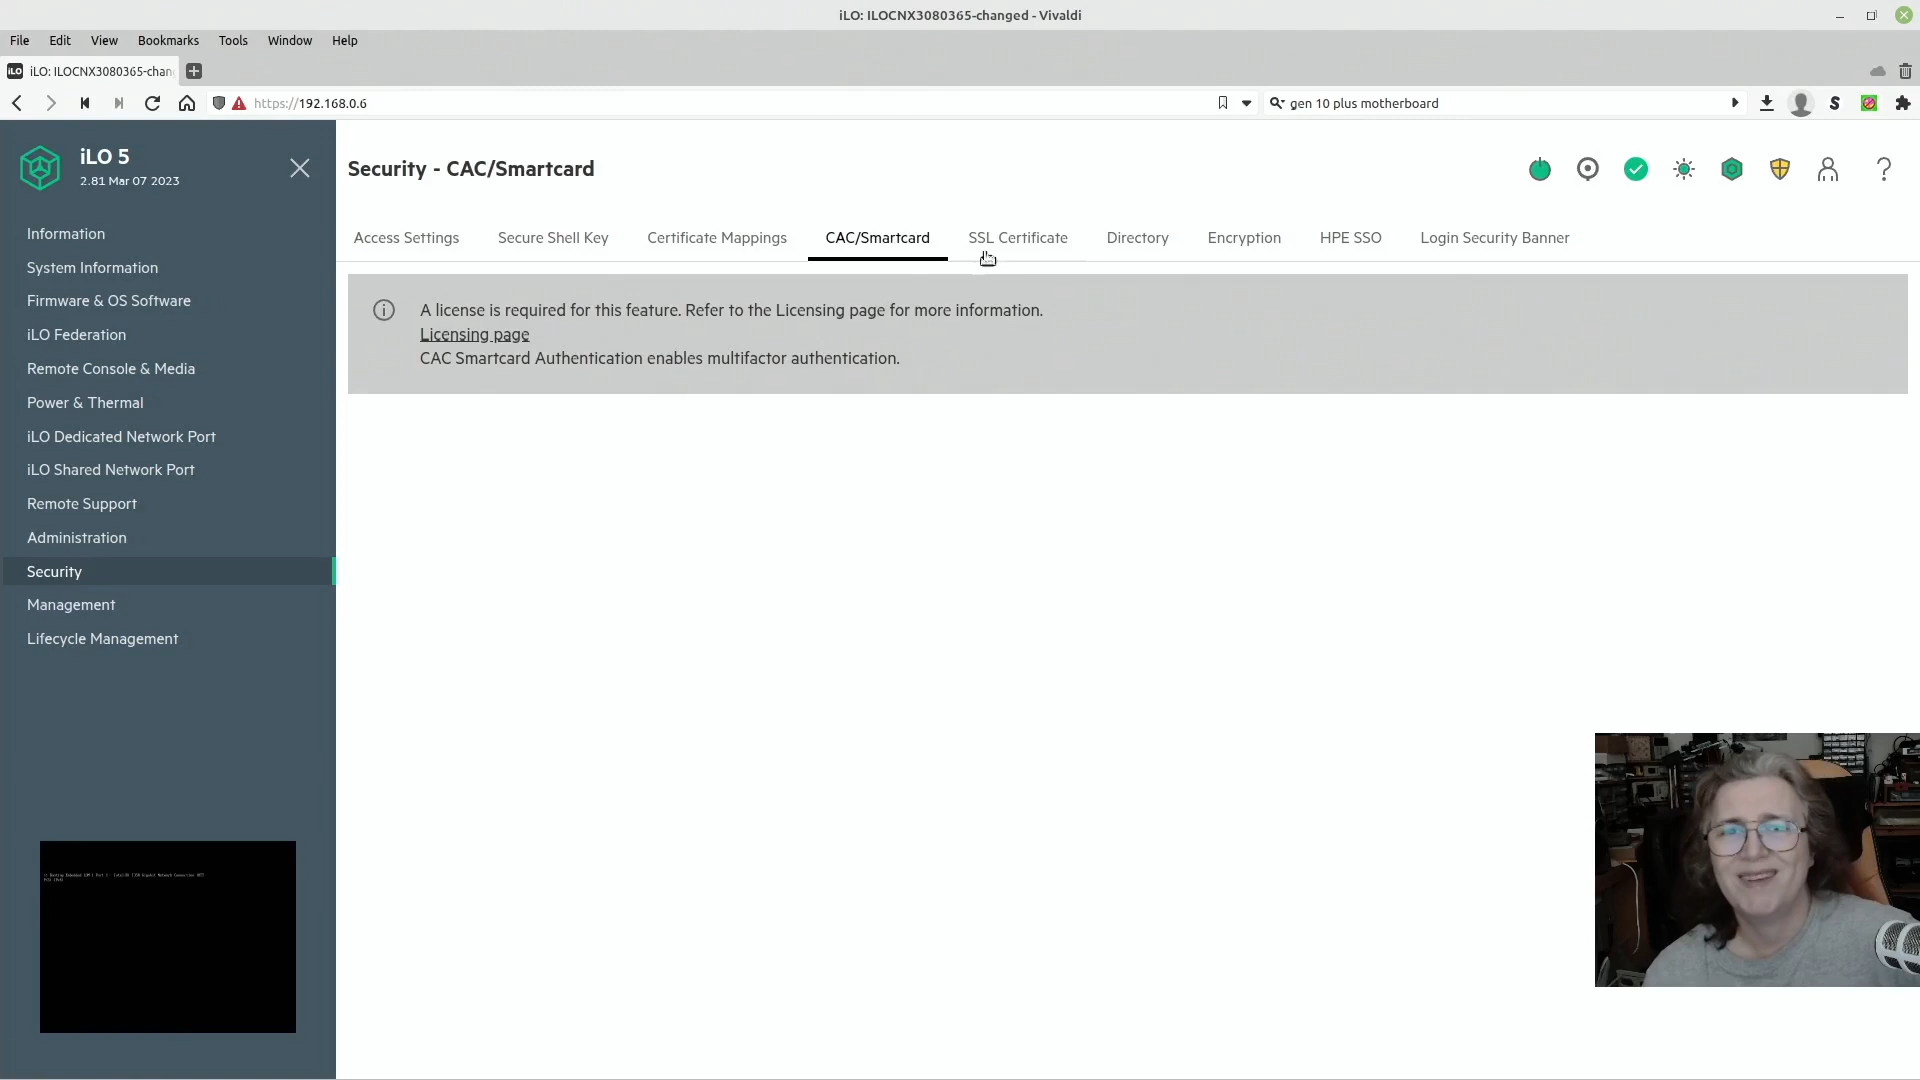 iLO: ILOCNX3080365-changed - Vivaldi
File Edit View Bookmarks Tools Window Help
iLO iLO: ILOCNX3080365-chan
https://192.168.0.6
gen 10 plus motherboard
S
iLO 5
2.81 Mar 07 2023
Information
System Information
Firmware & OS Software
iLO Federation
Remote Console & Media
Power & Thermal
iLO Dedicated Network Port
iLO Shared Network Port
Remote Support
Administration
Security
Management
Lifecycle Management
Security - CAC/Smartcard
?
Access Settings Secure Shell Key Certificate Mappings CAC/Smartcard SSL Certificate Directory Encryption HPE SSO Login Security Banner
A license is required for this feature. Refer to the Licensing page for more information.
Licensing page
CAC Smartcard Authentication enables multifactor authentication.